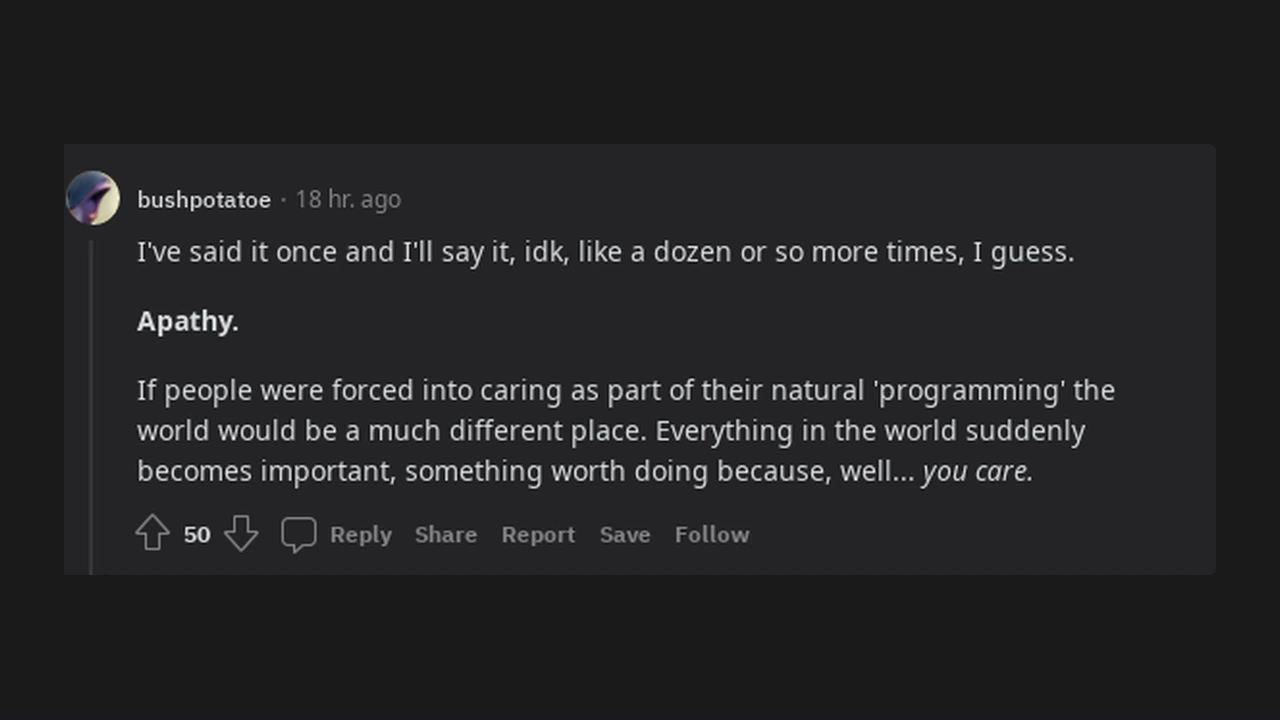 bushpotatoe · 18 hr. ago
I've said it once and I'll say it, idk, like a dozen or so more times, I guess.
Apathy.
If people were forced into caring as part of their natural 'programming' the
world would be a much different place. Everything in the world suddenly
becomes important, something worth doing because, well... you care.
50 Reply Share Report Save Follow